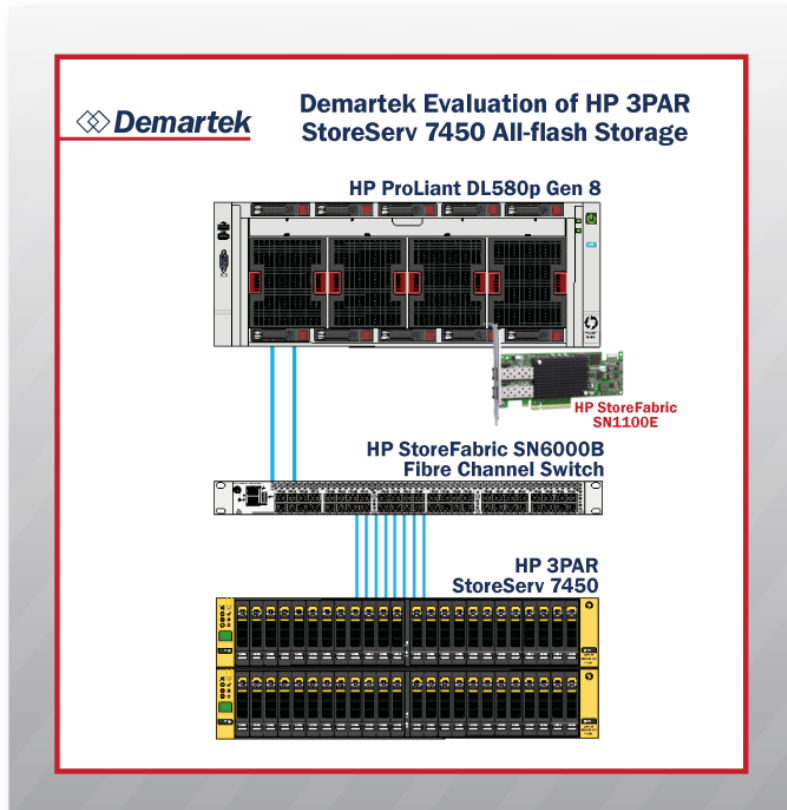 Demartek
Demartek Evaluation of HP 3PAR
StoreServ 7450 All-flash Storage
HP ProLiant DL580p Gen 8
HP StoreFabric
SN1100E
HP StoreFabric SN6000B
Fibre Channel Switch
HP 3PAR
StoreServ 7450